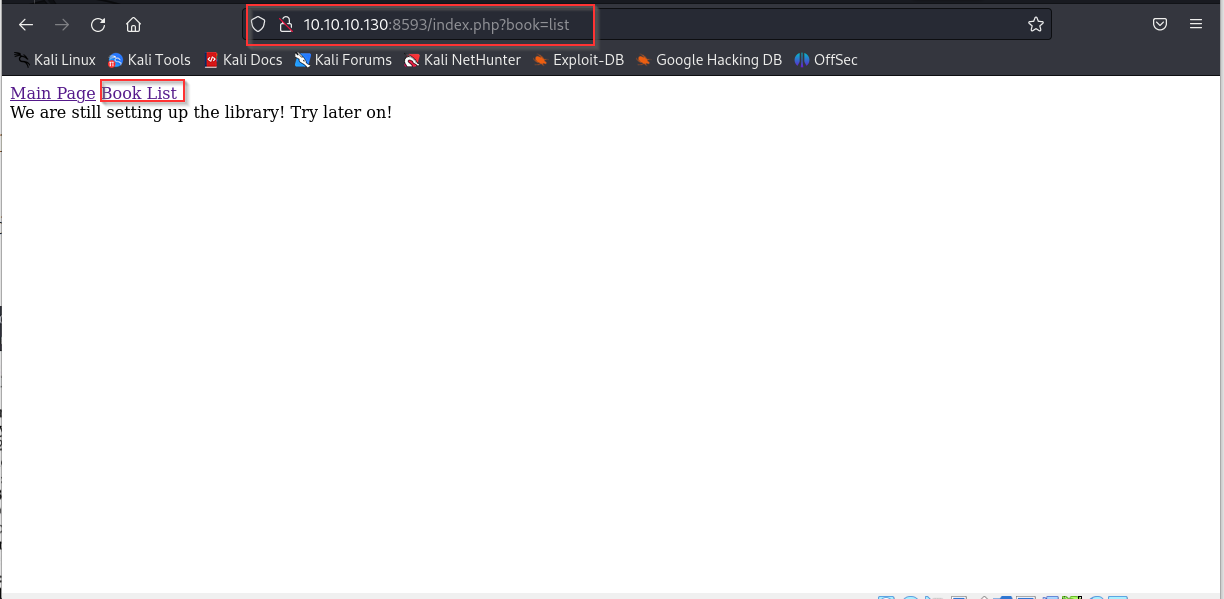 10.10.10.130:8593/index.php?book=list
Kali Linux Kali Tools Kali Docs Kali Forums Kali NetHunter Exploit-DB Google Hacking DB OffSec
Main Page Book List
We are still setting up the library! Try later on!